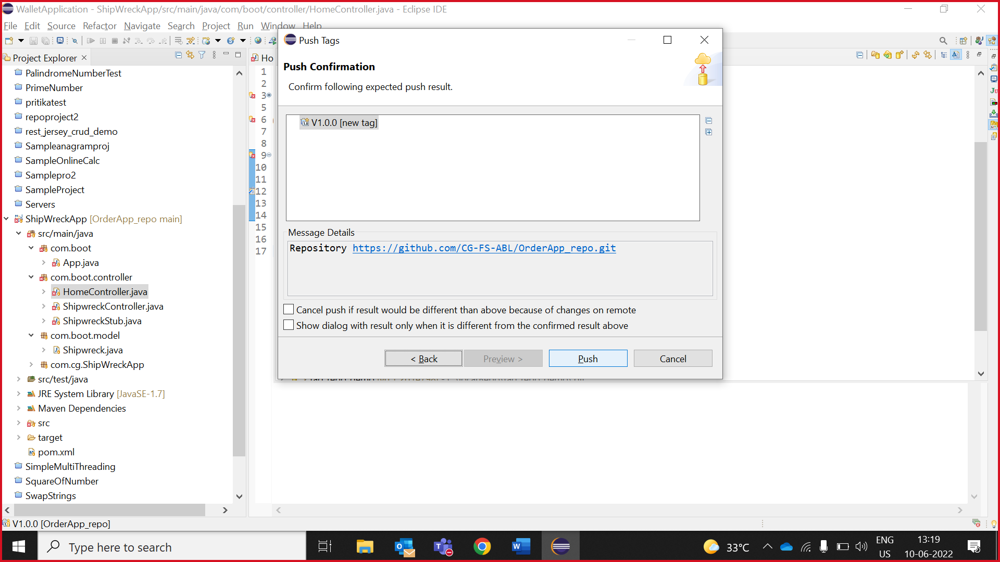 WalletApplication - ShipWreckApp/src/main/java/com/boot/controller/HomeController.java - Eclipse IDE
File Edit Source Refactor Navigate Search Project Run Window Help
Project Explorer
PalindromeNumberTest
PrimeNumber
pritikatest
repoproject2
rest_jersey_crud_demo
Sampleanagramproj
SampleOnlineCalc
Samplepro2
SampleProject
Servers
ShipWreckApp [OrderApp_repo main]
src/main/java
com.boot
App.java
com.boot.controller
HomeController.java
ShipwreckController.java
ShipwreckStub.java
com.boot.model
Shipwreck.java
com.cg.ShipWreckApp
src/test/java
JRE System Library [JavaSE-1.7]
Maven Dependencies
src
target
pom.xml
SimpleMultiThreading
SquareOfNumber
SwapStrings
Ho
1
2
3
5
6
7
8
9
10
11
12
13
14
15
16
17
Push Tags
Push Confirmation
Confirm following expected push result.
V1.0.0 [new tag]
Message Details
Repository https://github.com/CG-FS-ABL/OrderApp_repo.git
Cancel push if result would be different than above because of changes on remote
Show dialog with result only when it is different from the confirmed result above
< Back
Preview >
Push
Cancel
V1.0.0 [OrderApp_repo]
Type here to search
33°C
ENG
US
13:19
10-06-2022